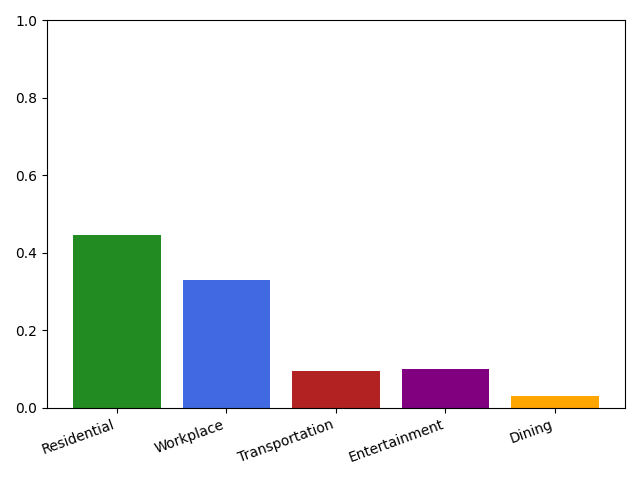 1.0
0.8
0.6
0.4
0.2
0.0
Residential
Workplace
Transportation
Entertainment
Dining